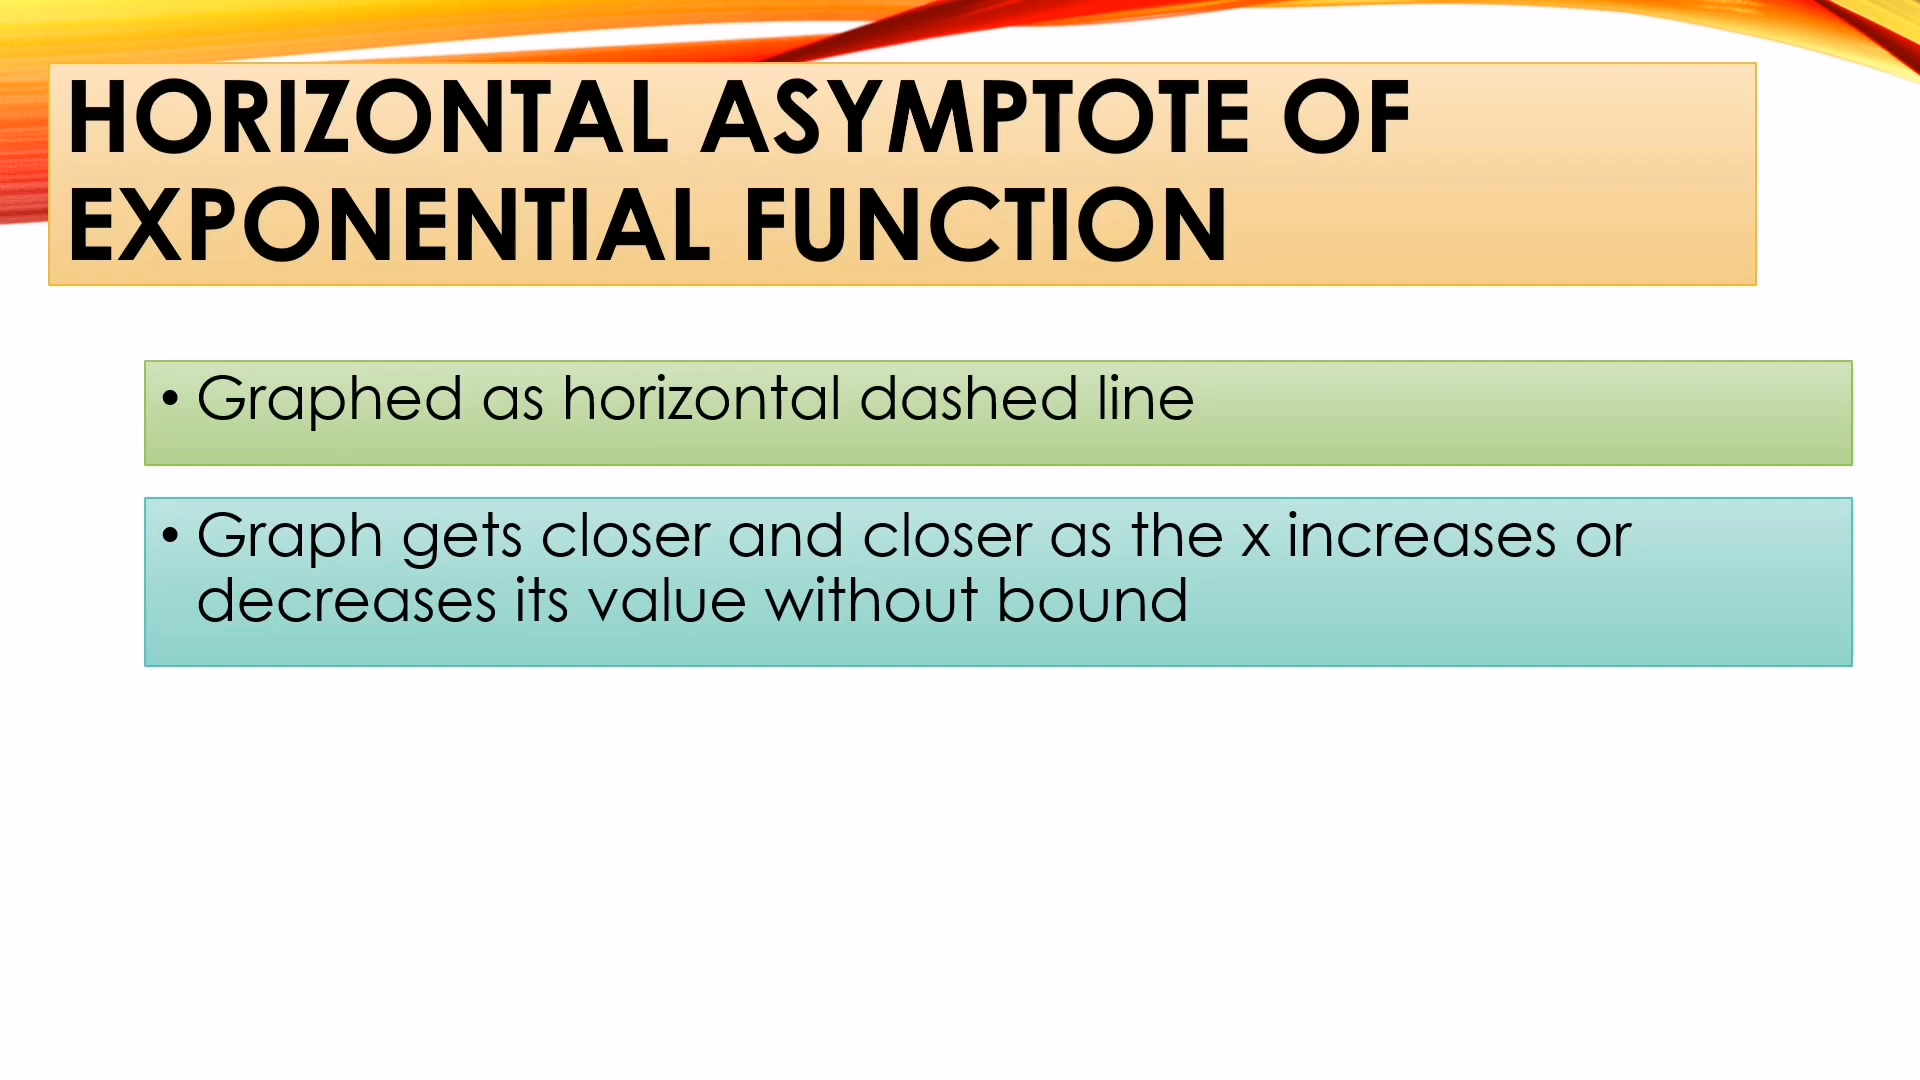 HORIZONTAL ASYMPTOTE OF
EXPONENTIAL FUNCTION
• Graphed as horizontal dashed line
• Graph gets closer and closer as the x increases or
decreases its value without bound